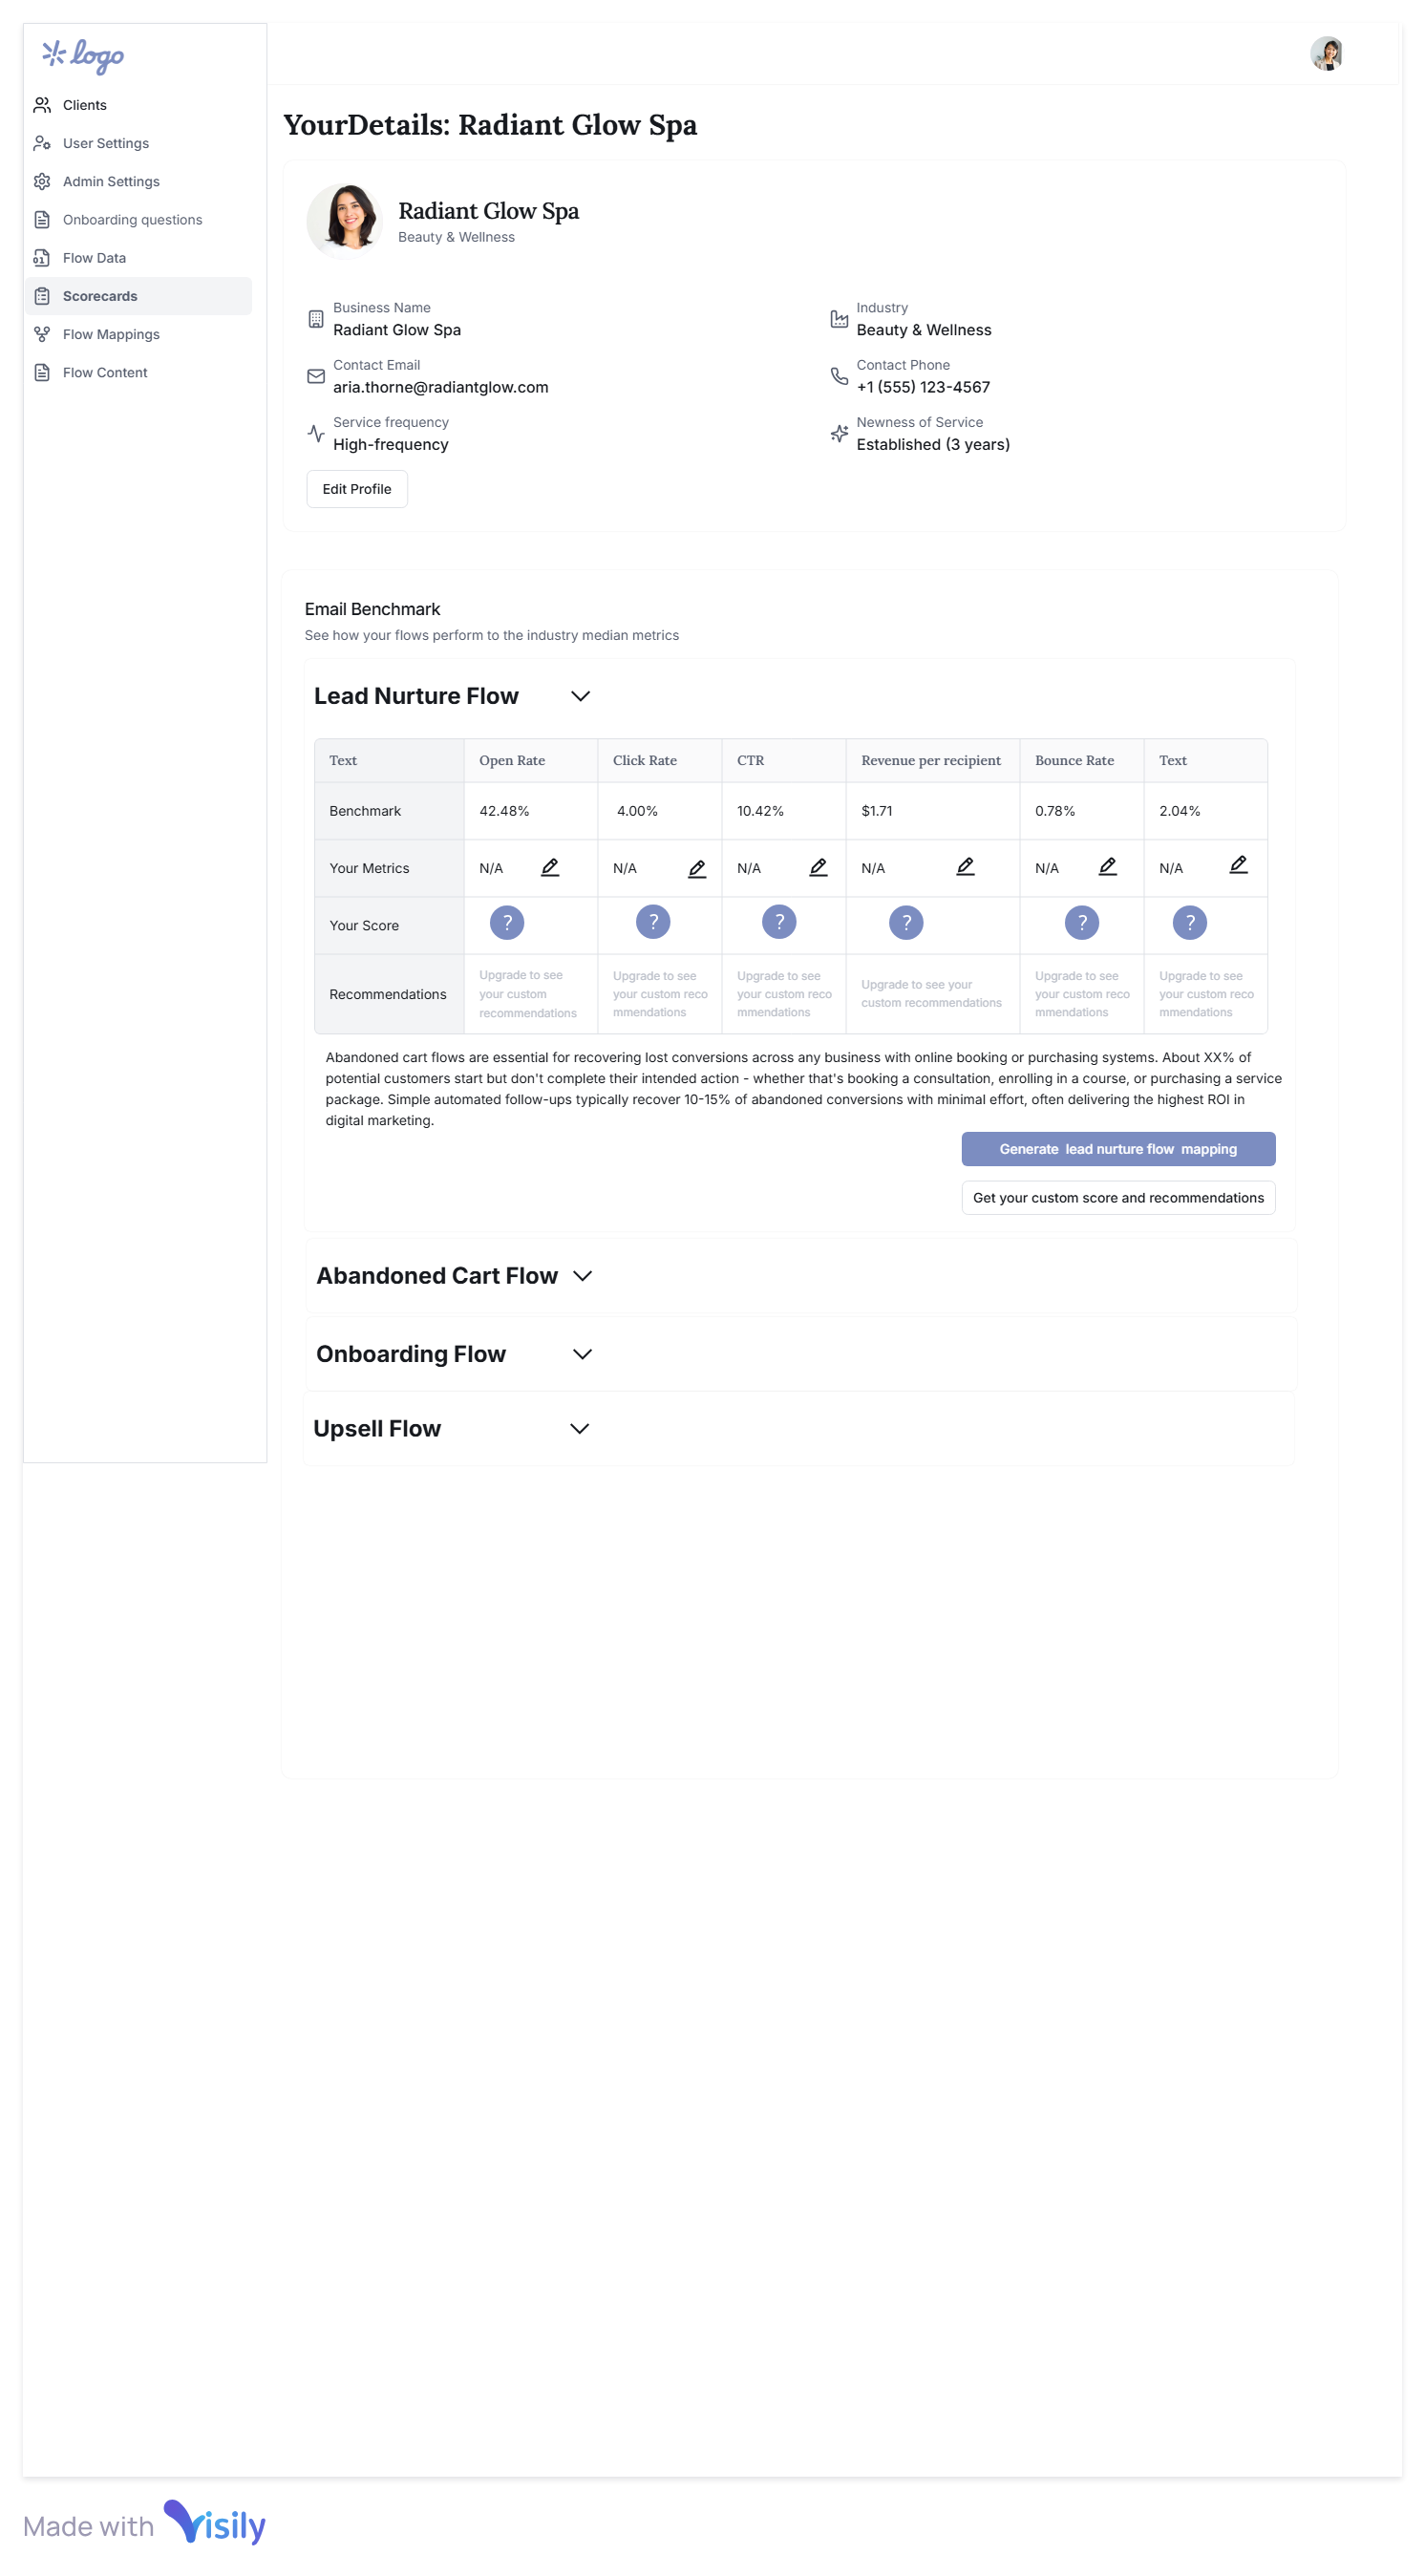 logo
Clients
User Settings
Admin Settings
Onboarding questions
Flow Data
Scorecards
Flow Mappings
Flow Content
YourDetails: Radiant Glow Spa
Radiant Glow Spa
Beauty & Wellness
Business Name
Radiant Glow Spa
Industry
Beauty & Wellness
Contact Email
aria.thorne@radiantglow.com
Contact Phone
+1 (555) 123-4567
Service frequency
High-frequency
Newness of Service
Established (3 years)
Edit Profile
Email Benchmark
See how your flows perform to the industry median metrics
Lead Nurture Flow
Text Open Rate Click Rate CTR Revenue per recipient Bounce Rate Text
Benchmark 42.48% 4.00% 10.42% $1.71 0.78% 2.04%
Your Metrics N/A N/A N/A N/A N/A N/A
Your Score ? ? ? ? ? ?
Recommendations
Upgrade to see
your custom
recommendations
Upgrade to see
your custom reco
mmendations
Upgrade to see
your custom reco
mmendations
Upgrade to see your
custom recommendations
Upgrade to see
your custom reco
mmendations
Upgrade to see
your custom reco
mmendations
Abandoned cart flows are essential for recovering lost conversions across any business with online booking or purchasing systems. About XX% of
potential customers start but don't complete their intended action - whether that's booking a consultation, enrolling in a course, or purchasing a service
package. Simple automated follow-ups typically recover 10-15% of abandoned conversions with minimal effort, often delivering the highest ROI in
digital marketing.
Generate lead nurture flow mapping
Get your custom score and recommendations
Abandoned Cart Flow
Onboarding Flow
Upsell Flow
Made with Visily